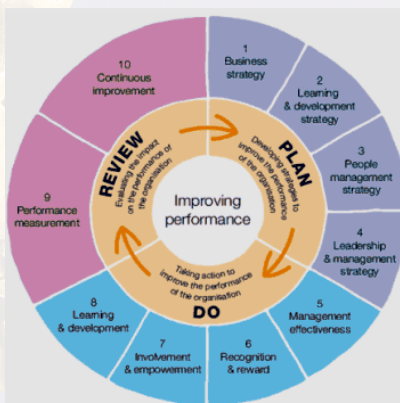 1
Business
strategy
2
Learning
& development
strategy
3
People
management
strategy
4
Leadership
& management
strategy
5
Management
effectiveness
6
Recognition
& reward
7
Involvement
& empowerment
8
Learning
& development
9
Performance
measurement
10
Continuous
improvement
PLAN
Developing strategies to
improve the performance
of the organisation
DO
Taking action to
improve the performance
of the organisation
REVIEW
Evaluating the impact
on the performance of
the organisation
Improving
performance